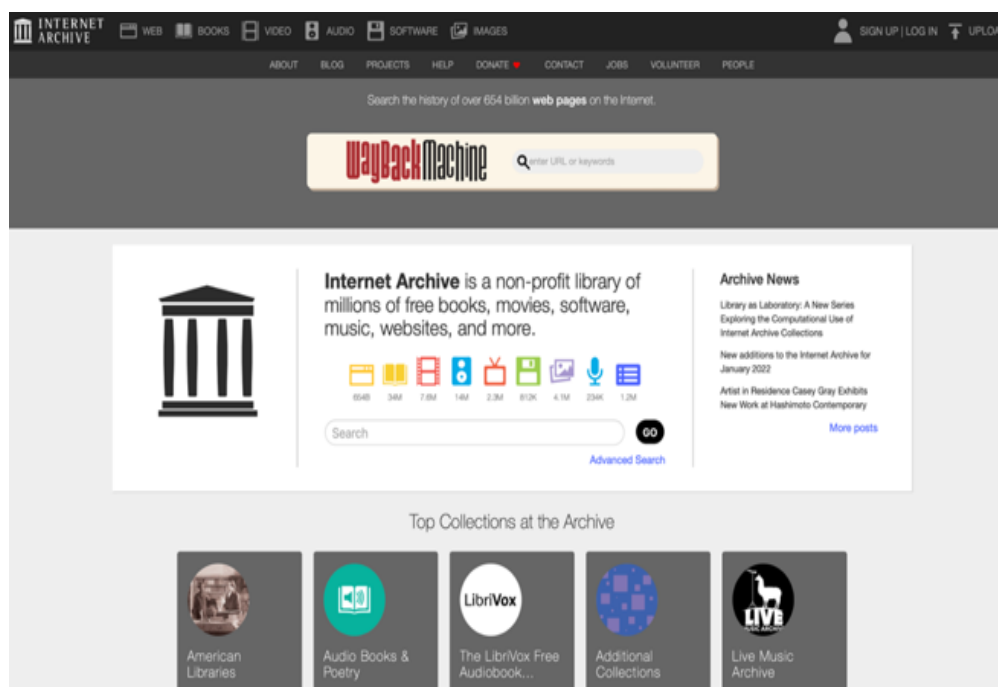 INTERNET
ARCHIVE
WEB
BOOKS
VIDEO
AUDIO
SOFTWARE
IMAGES
SIGN UP | LOG IN
UPLOA
ABOUT
BLOG
PROJECTS
HELP
DONATE
CONTACT
JOBS
VOLUNTEER
PEOPLE
Search the history of over 654 billion web pages on the Internet.
WayBackMachine
enter URL or keywords
Internet Archive is a non-profit library of
millions of free books, movies, software,
music, websites, and more.
654B
34M
7.6M
14M
2.3M
812K
4.1M
234K
1.2M
Search
GO
Advanced Search
Archive News
Library as Laboratory: A New Series
Exploring the Computational Use of
Internet Archive Collections
New additions to the Internet Archive for
January 2022
Artist in Residence Casey Gray Exhibits
New Work at Hashimoto Contemporary
More posts
Top Collections at the Archive
American
Libraries
Audio Books &
Poetry
LibriVox
The LibriVox Free
Audiobook...
Additional
Collections
LIVE
MUSIC ARCHIVE
Live Music
Archive